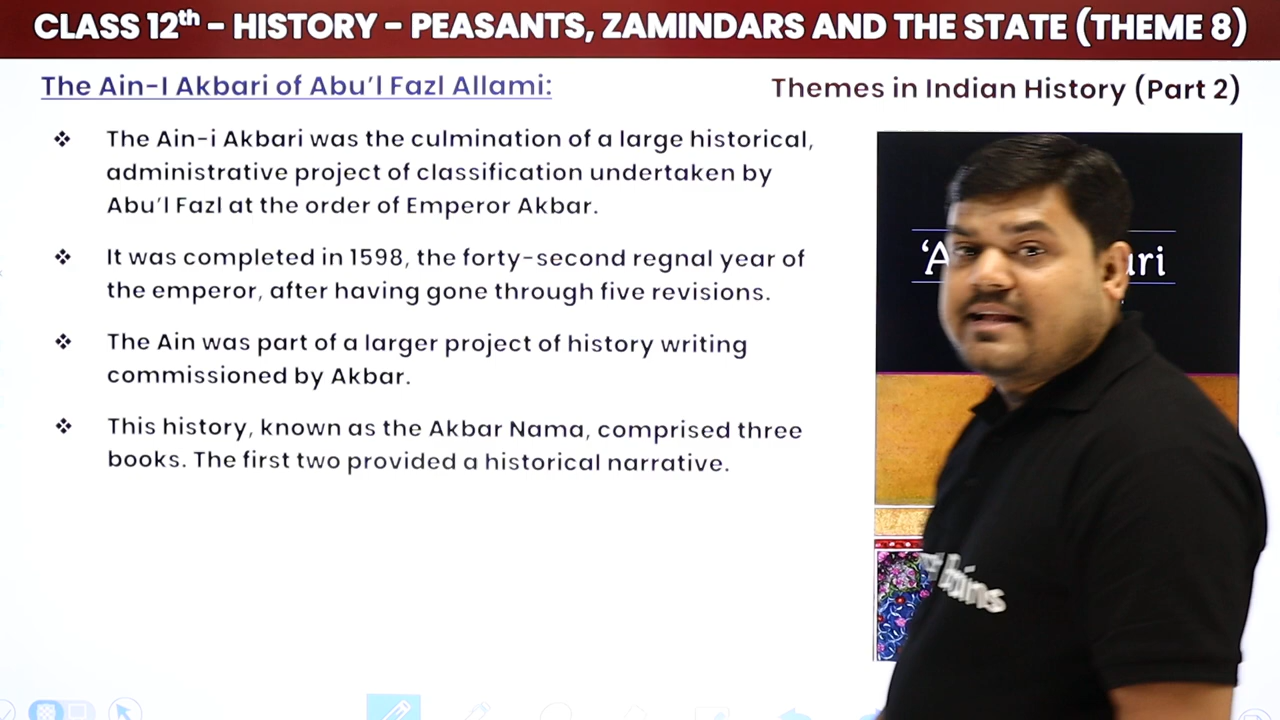 CLASS 12th – HISTORY – PEASANTS, ZAMINDARS AND THE STATE (THEME 8)
The Ain-I Akbari of Abu’l Fazl Allami:
Themes in Indian History (Part 2)
❖ The Ain-i Akbari was the culmination of a large historical,
administrative project of classification undertaken by
Abu’l Fazl at the order of Emperor Akbar.
❖ It was completed in 1598, the forty-second regnal year of
the emperor, after having gone through five revisions.
❖ The Ain was part of a larger project of history writing
commissioned by Akbar.
❖ This history, known as the Akbar Nama, comprised three
books. The first two provided a historical narrative.